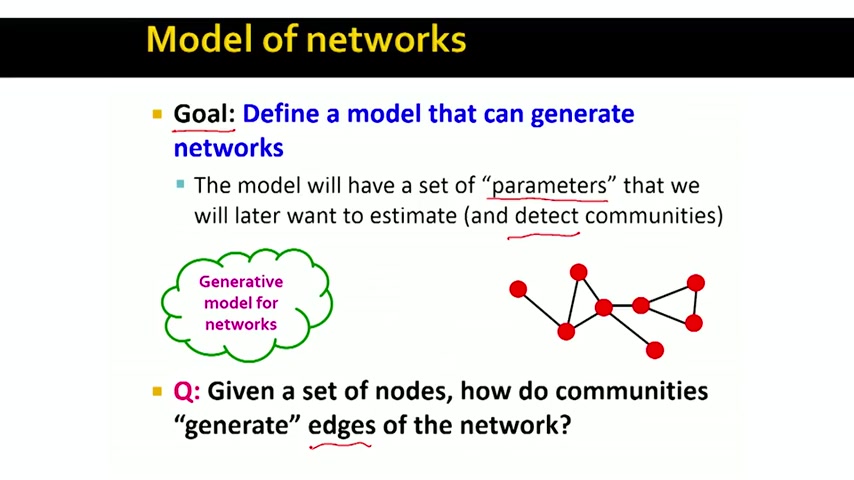 Model of networks
Goal: Define a model that can generate
networks
The model will have a set of “parameters” that we
will later want to estimate (and detect communities)
Generative
model for
networks
Q: Given a set of nodes, how do communities
“generate” edges of the network?